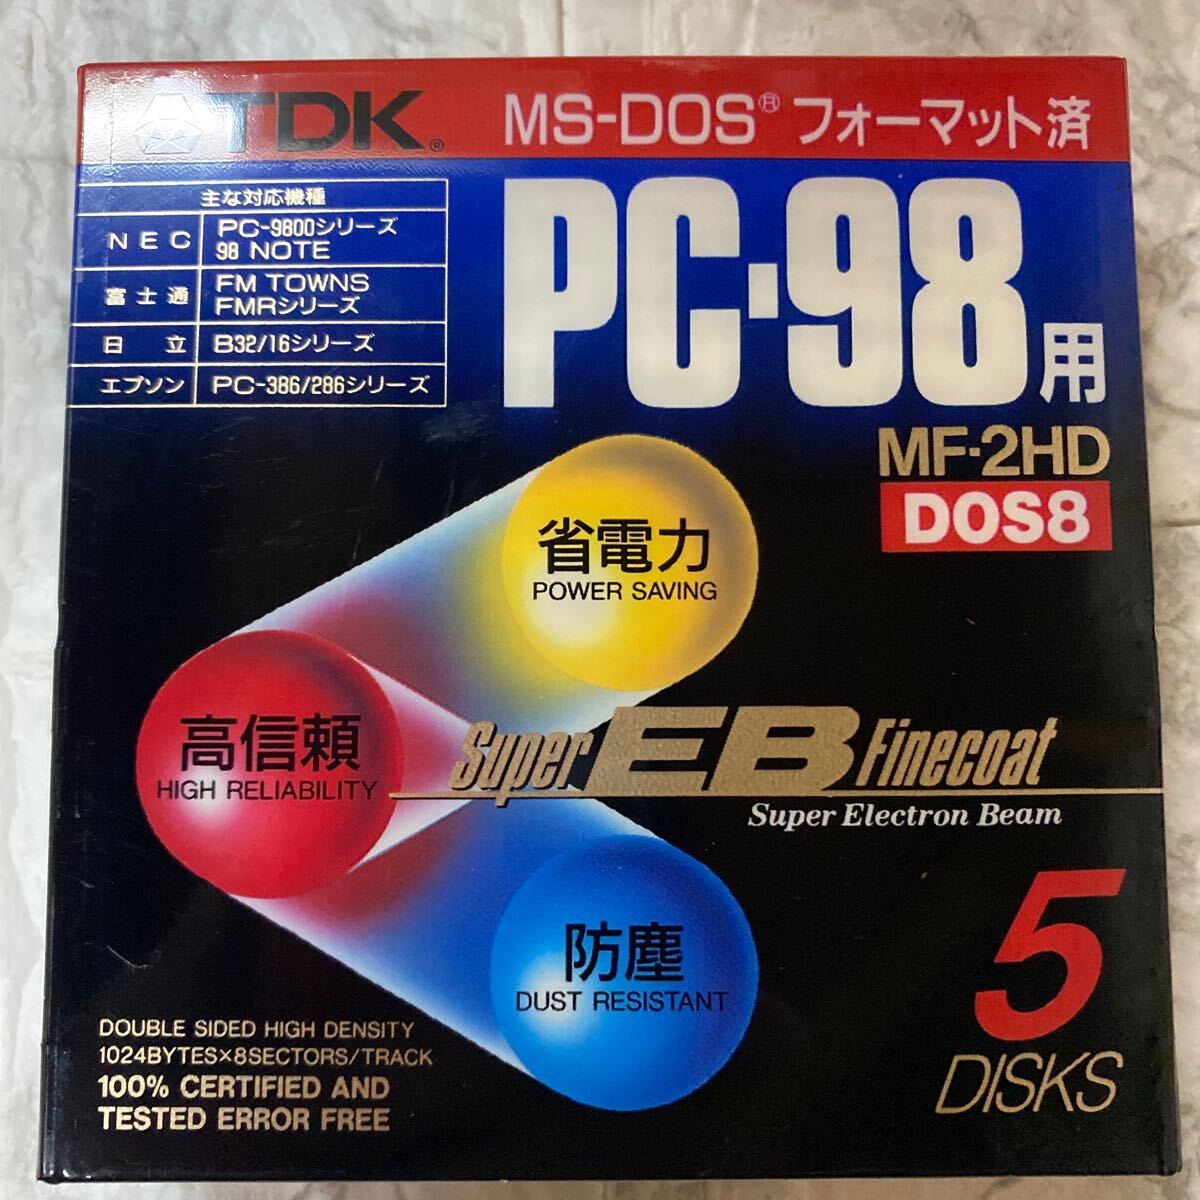 TDK®
MS-DOS® フォーマット済
主な対応機種
NEC PC-9800シリーズ
98 NOTE
富士通 FM TOWNS
FMRシリーズ
日立 B32/16シリーズ
エプソン PC-386/286シリーズ
PC-98用
MF-2HD
DOS8
省電力
POWER SAVING
高信頼
HIGH RELIABILITY
Super EB Finecoat
Super Electron Beam
防塵
DUST RESISTANT
5
DISKS
DOUBLE SIDED HIGH DENSITY
1024BYTES×8SECTORS/TRACK
100% CERTIFIED AND
TESTED ERROR FREE